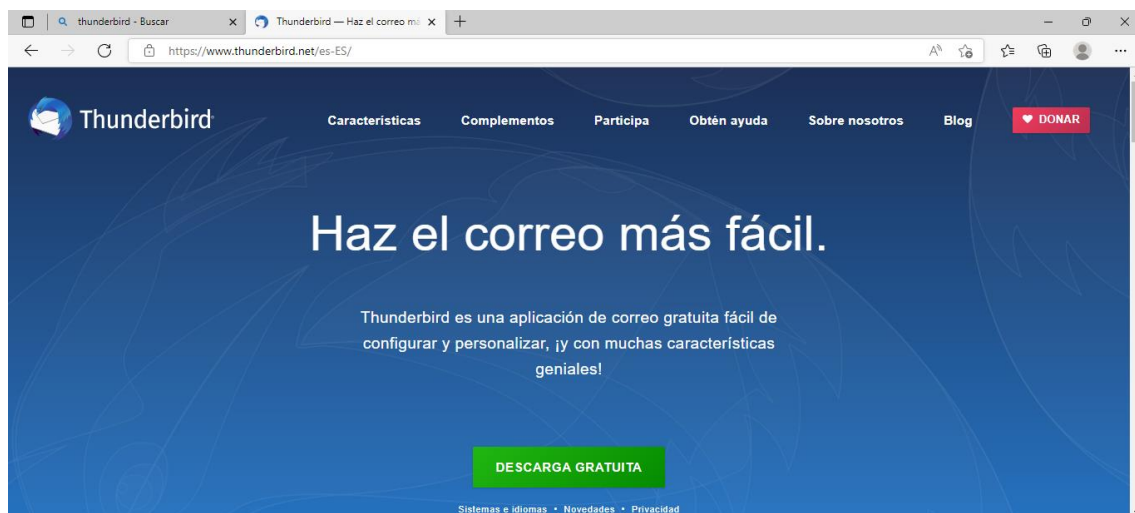 thunderbird - Buscar
Thunderbird — Haz el correo má
https://www.thunderbird.net/es-ES/
Thunderbird
Características
Complementos
Participa
Obtén ayuda
Sobre nosotros
Blog
DONAR
Haz el correo más fácil.
Thunderbird es una aplicación de correo gratuita fácil de
configurar y personalizar, ¡y con muchas características
geniales!
DESCARGA GRATUITA
Sistemas e idiomas • Novedades • Privacidad